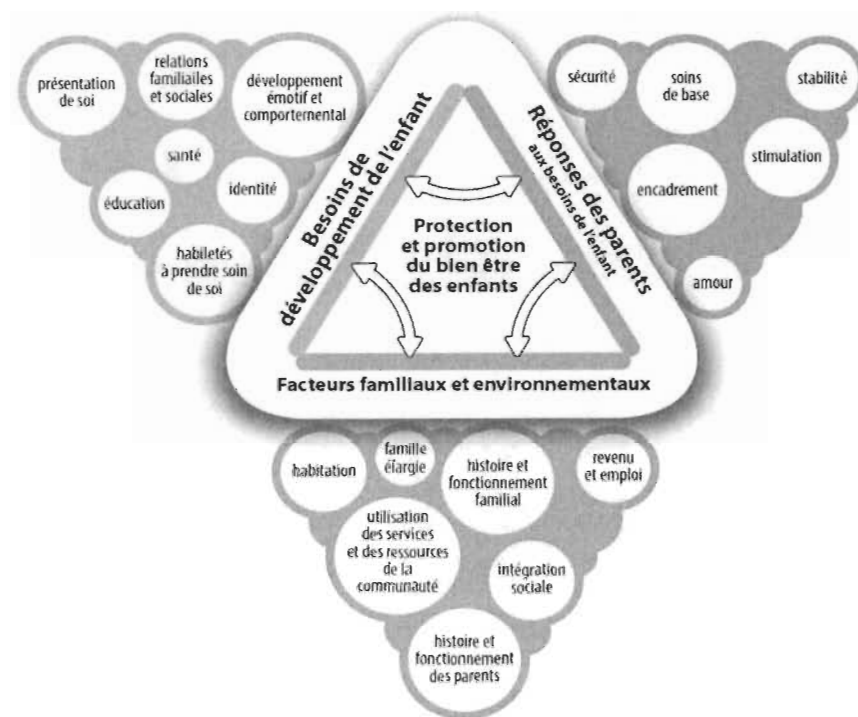 présentation
de soi
relations
familiailes
et sociales
développement
émotif et
comportemental
santé
éducation
identité
habiletés
à prendre soin
de soi
Besoins de
développement de l'enfant
Réponses des parents
aux besoins de l'enfant
sécurité
soins
de base
stabilité
stimulation
encadrement
amour
Protection
et promotion
du bien être
des enfants
Facteurs familiaux et environnementaux
habitation
famille
élargie
histoire et
fonctionnement
familial
revenu
et emploi
utilisation
des services
et des ressources
de la
communauté
intégration
sociale
histoire et
fonctionnement
des parents